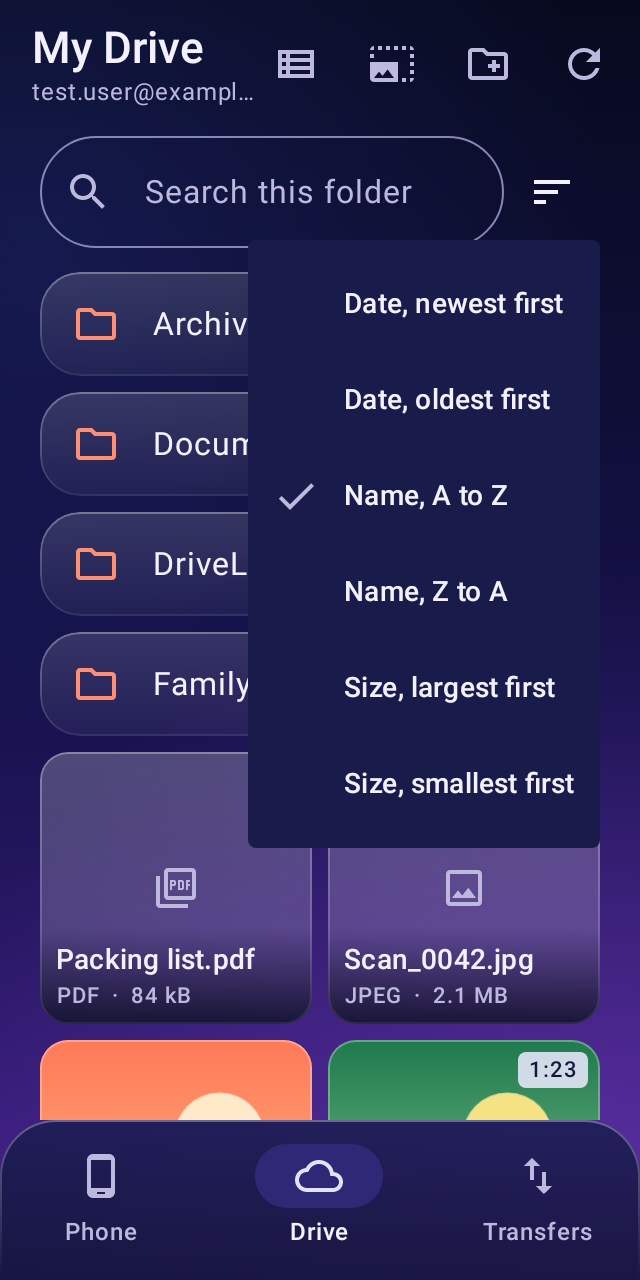 My Drive
test.user@exampl…
Search this folder
Date, newest first
Archiv
Date, oldest first
Docum
Name, A to Z
DriveL
Name, Z to A
Family
Size, largest first
Size, smallest first
PDF
Packing list.pdf
PDF · 84 kB
Scan_0042.jpg
JPEG · 2.1 MB
1:23
Phone
Drive
Transfers